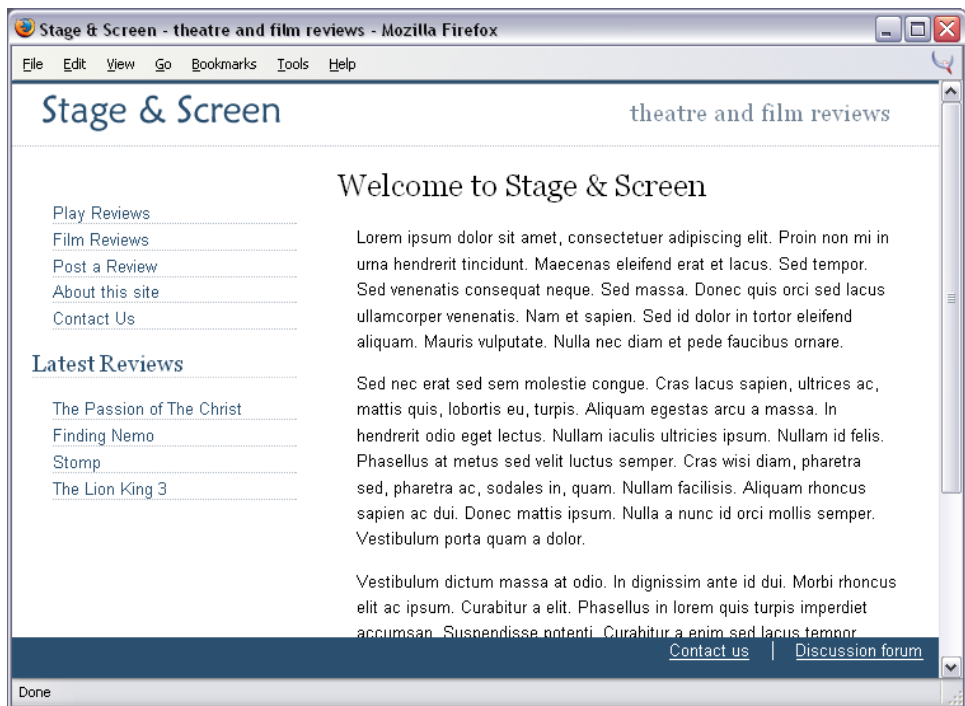 Stage & Screen - theatre and film reviews - Mozilla Firefox
File Edit View Go Bookmarks Tools Help
Stage & Screen
theatre and film reviews
Play Reviews
Film Reviews
Post a Review
About this site
Contact Us
Latest Reviews
The Passion of The Christ
Finding Nemo
Stomp
The Lion King 3
Welcome to Stage & Screen
Lorem ipsum dolor sit amet, consectetuer adipiscing elit. Proin non mi in
urna hendrerit tincidunt. Maecenas eleifend erat et lacus. Sed tempor.
Sed venenatis consequat neque. Sed massa. Donec quis orci sed lacus
ullamcorper venenatis. Nam et sapien. Sed id dolor in tortor eleifend
aliquam. Mauris vulputate. Nulla nec diam et pede faucibus ornare.
Sed nec erat sed sem molestie congue. Cras lacus sapien, ultrices ac,
mattis quis, lobortis eu, turpis. Aliquam egestas arcu a massa. In
hendrerit odio eget lectus. Nullam iaculis ultricies ipsum. Nullam id felis.
Phasellus at metus sed velit luctus semper. Cras wisi diam, pharetra
sed, pharetra ac, sodales in, quam. Nullam facilisis. Aliquam rhoncus
sapien ac dui. Donec mattis ipsum. Nulla a nunc id orci mollis semper.
Vestibulum porta quam a dolor.
Vestibulum dictum massa at odio. In dignissim ante id dui. Morbi rhoncus
elit ac ipsum. Curabitur a elit. Phasellus in lorem quis turpis imperdiet
accumsan. Suspendisse potenti. Curabitur a enim sed lacus tempor
Contact us | Discussion forum
Done